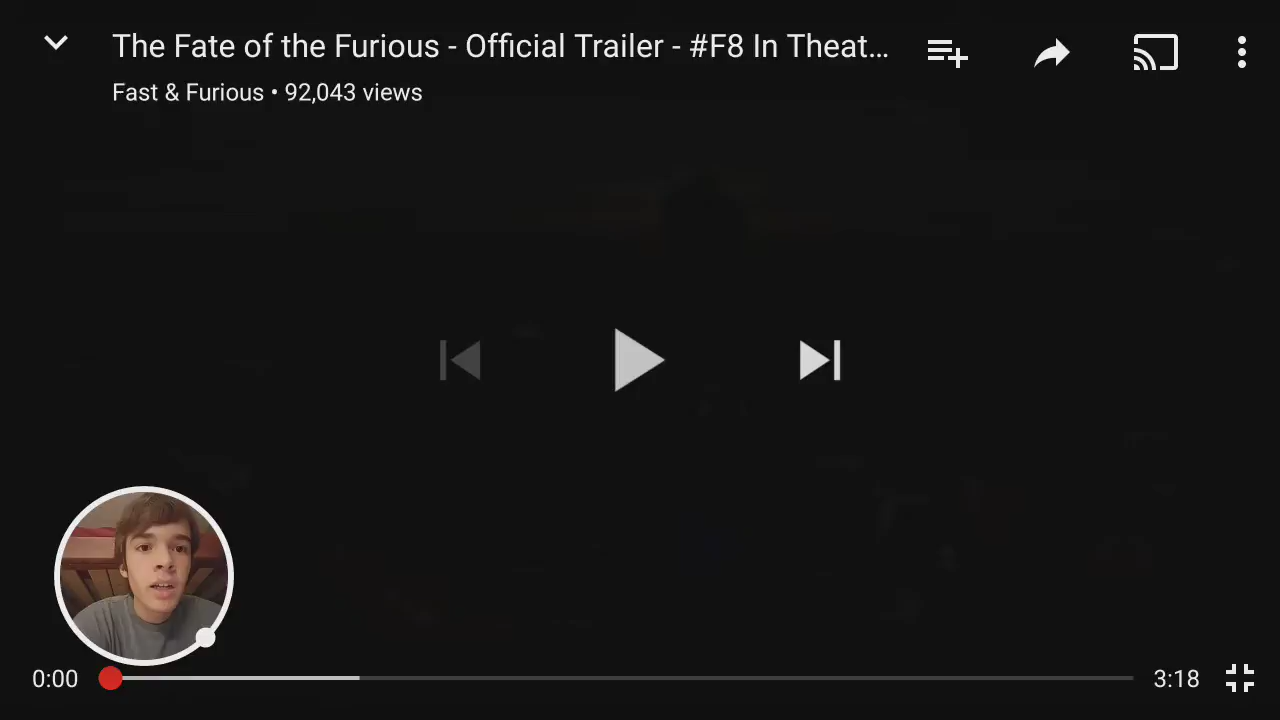 The Fate of the Furious - Official Trailer - #F8 In Theat...
Fast & Furious • 92,043 views
0:00
3:18